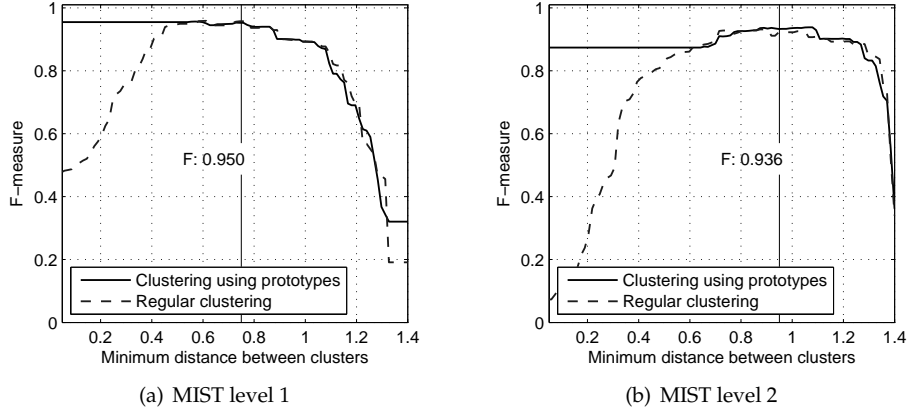 1
0.8
0.6
0.4
0.2
0
F−measure
F: 0.950
Clustering using prototypes
Regular clustering
0.2 0.4 0.6 0.8 1 1.2 1.4
Minimum distance between clusters
(a) MIST level 1
1
0.8
0.6
0.4
0.2
0
F−measure
F: 0.936
Clustering using prototypes
Regular clustering
0.2 0.4 0.6 0.8 1 1.2 1.4
Minimum distance between clusters
(b) MIST level 2